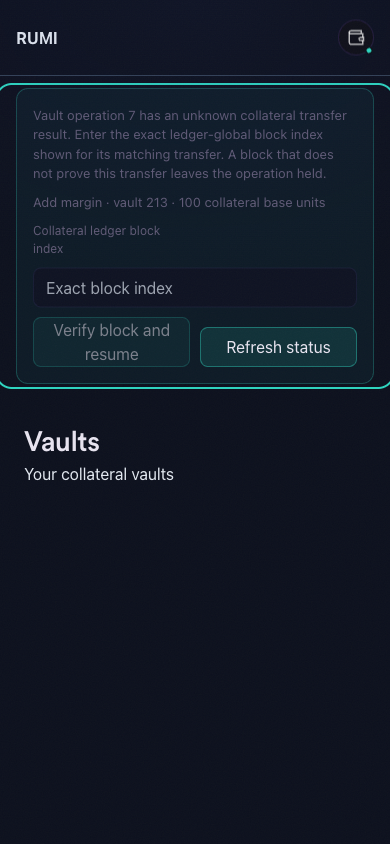 RUMI
Vault operation 7 has an unknown collateral transfer
result. Enter the exact ledger-global block index
shown for its matching transfer. A block that does
not prove this transfer leaves the operation held.
Add margin · vault 213 · 100 collateral base units
Collateral ledger block
index
Exact block index
Verify block and
resume
Refresh status
Vaults
Your collateral vaults